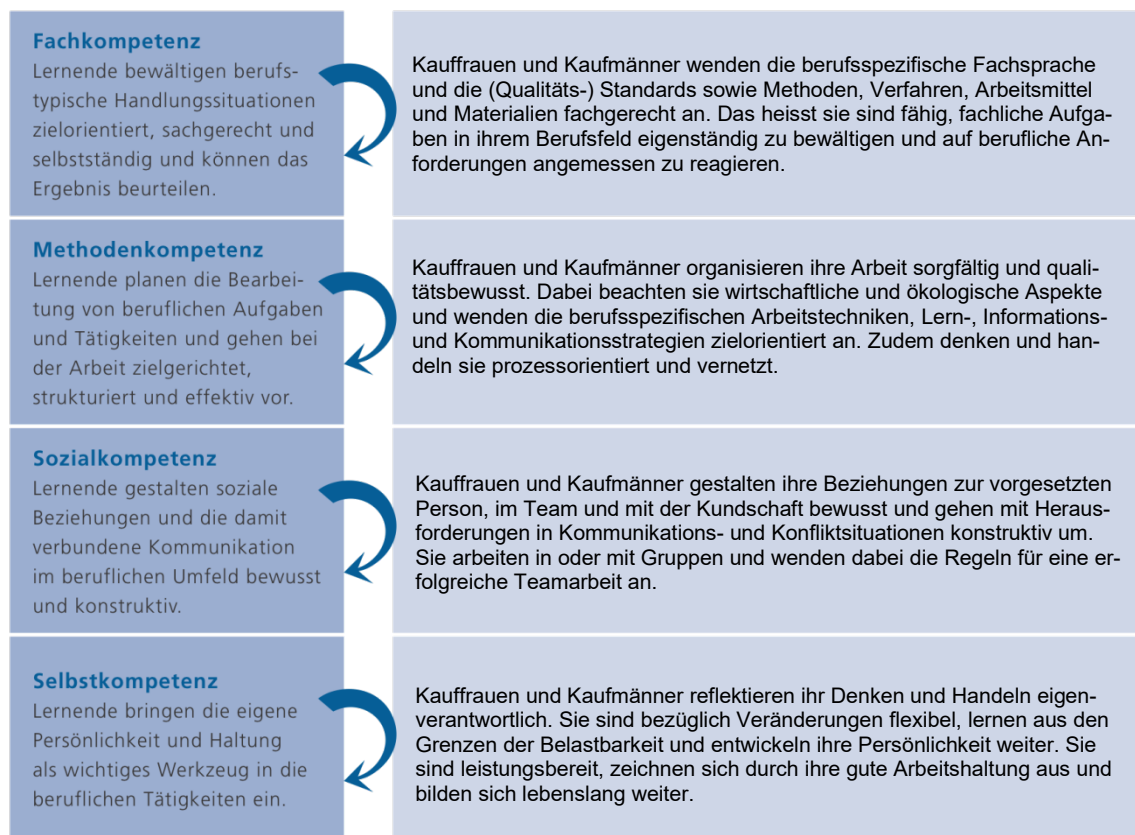 Fachkompetenz
Lernende bewältigen berufs-
typische Handlungssituationen
zielorientiert, sachgerecht und
selbstständig und können das
Ergebnis beurteilen.
Kauffrauen und Kaufmänner wenden die berufsspezifische Fachsprache
und die (Qualitäts-) Standards sowie Methoden, Verfahren, Arbeitsmittel
und Materialien fachgerecht an. Das heisst sie sind fähig, fachliche Aufga-
ben in ihrem Berufsfeld eigenständig zu bewältigen und auf berufliche An-
forderungen angemessen zu reagieren.
Methodenkompetenz
Lernende planen die Bearbei-
tung von beruflichen Aufgaben
und Tätigkeiten und gehen bei
der Arbeit zielgerichtet,
strukturiert und effektiv vor.
Kauffrauen und Kaufmänner organisieren ihre Arbeit sorgfältig und quali-
tätsbewusst. Dabei beachten sie wirtschaftliche und ökologische Aspekte
und wenden die berufsspezifischen Arbeitstechniken, Lern-, Informations-
und Kommunikationsstrategien zielorientiert an. Zudem denken und han-
deln sie prozessorientiert und vernetzt.
Sozialkompetenz
Lernende gestalten soziale
Beziehungen und die damit
verbundene Kommunikation
im beruflichen Umfeld bewusst
und konstruktiv.
Kauffrauen und Kaufmänner gestalten ihre Beziehungen zur vorgesetzten
Person, im Team und mit der Kundschaft bewusst und gehen mit Heraus-
forderungen in Kommunikations- und Konfliktsituationen konstruktiv um.
Sie arbeiten in oder mit Gruppen und wenden dabei die Regeln für eine er-
folgreiche Teamarbeit an.
Selbstkompetenz
Lernende bringen die eigene
Persönlichkeit und Haltung
als wichtiges Werkzeug in die
beruflichen Tätigkeiten ein.
Kauffrauen und Kaufmänner reflektieren ihr Denken und Handeln eigen-
verantwortlich. Sie sind bezüglich Veränderungen flexibel, lernen aus den
Grenzen der Belastbarkeit und entwickeln ihre Persönlichkeit weiter. Sie
sind leistungsbereit, zeichnen sich durch ihre gute Arbeitshaltung aus und
bilden sich lebenslang weiter.